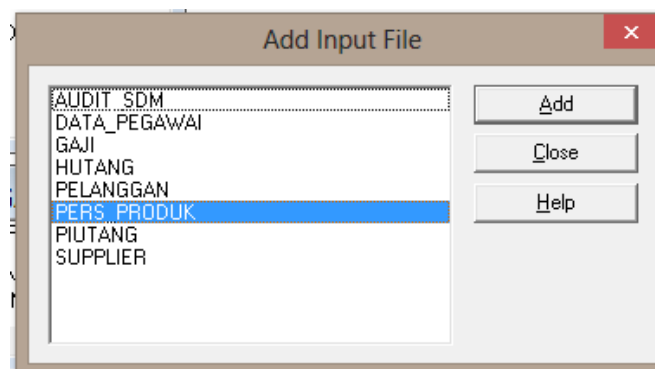 Add Input File
AUDIT_SDM
DATA_PEGAWAI
GAJI
HUTANG
PELANGGAN
PERS_PRODUK
PIUTANG
SUPPLIER
Add
Close
Help